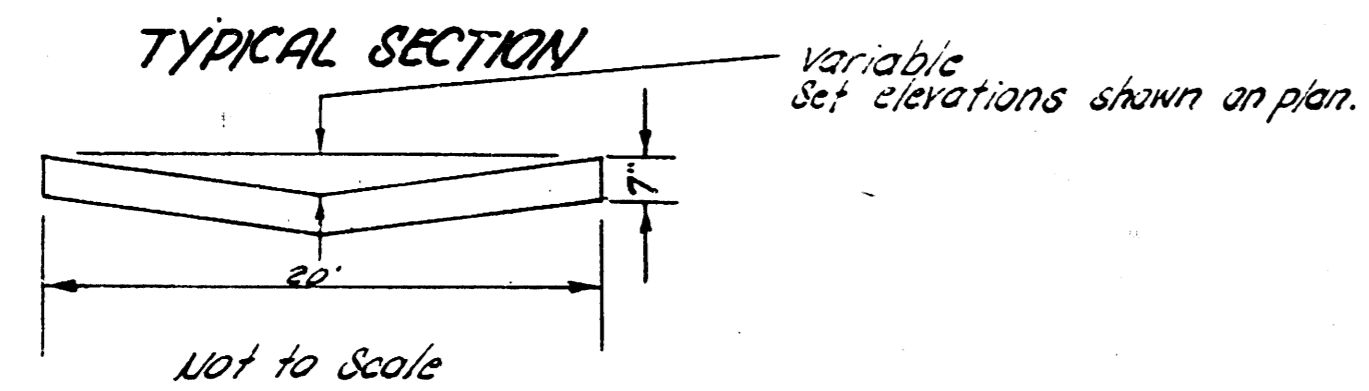 TYPICAL SECTION
Variable
Set elevations shown on plan.
7"
20'
Not to Scale